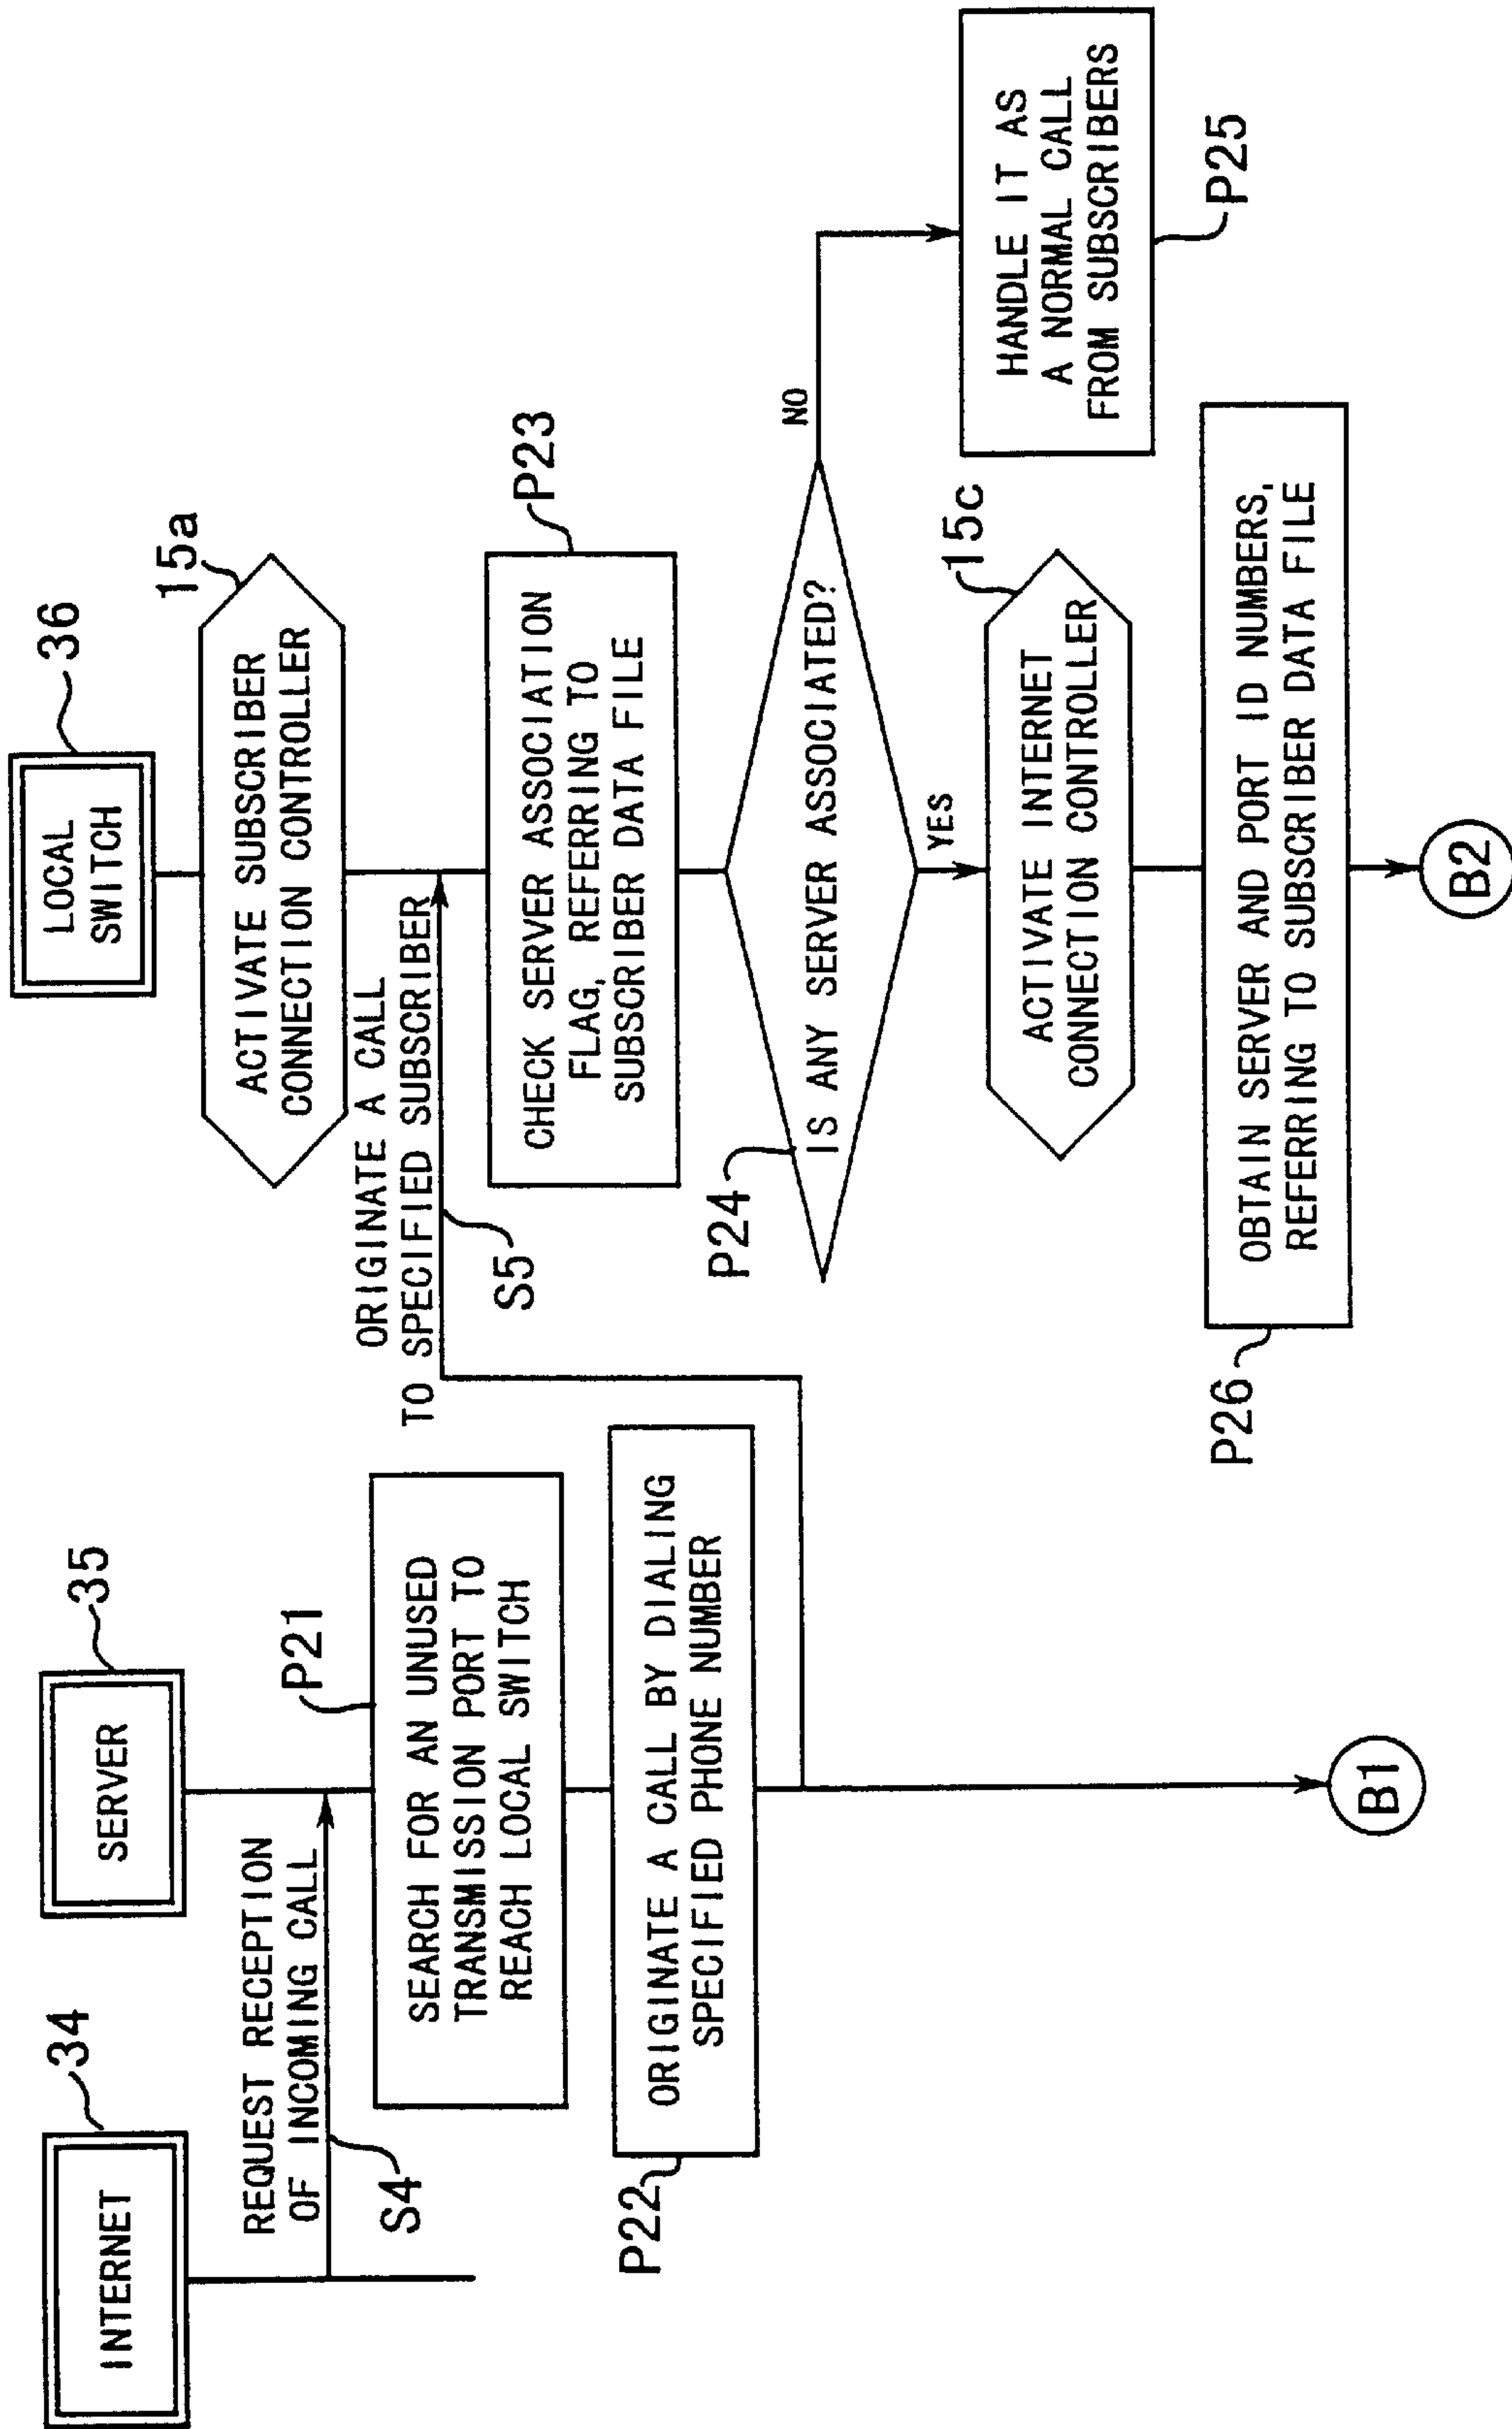 INTERNET
34
REQUEST RECEPTION
OF INCOMING CALL
S4
SERVER
35
P21
SEARCH FOR AN UNUSED
TRANSMISSION PORT TO
REACH LOCAL SWITCH
P22
ORIGINATE A CALL BY DIALING
SPECIFIED PHONE NUMBER
B1
LOCAL
SWITCH
36
15a
ACTIVATE SUBSCRIBER
CONNECTION CONTROLLER
ORIGINATE A CALL
TO SPECIFIED SUBSCRIBER
S5
P23
CHECK SERVER ASSOCIATION
FLAG, REFERRING TO
SUBSCRIBER DATA FILE
P24
IS ANY SERVER ASSOCIATED?
NO
YES
HANDLE IT AS
A NORMAL CALL
FROM SUBSCRIBERS
P25
15c
ACTIVATE INTERNET
CONNECTION CONTROLLER
P26
OBTAIN SERVER AND PORT ID NUMBERS,
REFERRING TO SUBSCRIBER DATA FILE
B2